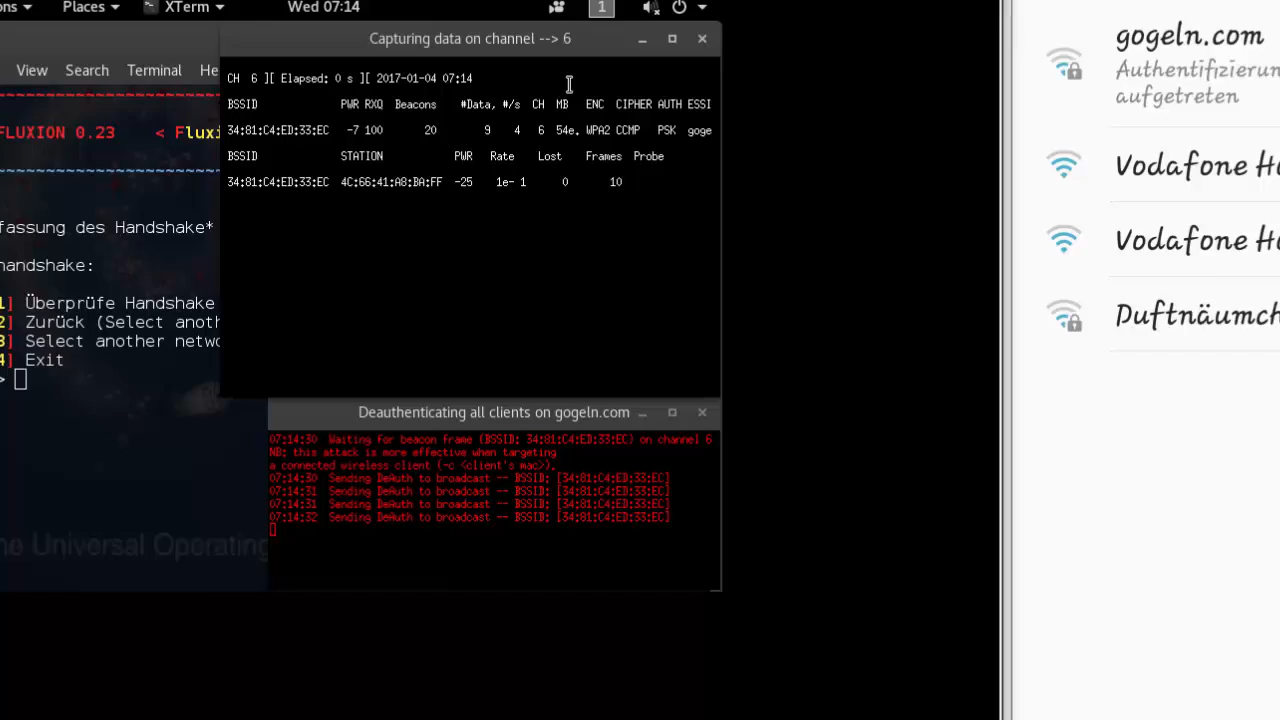 ons Places XTerm Wed 07:14 1
View Search Terminal He
FLUXION 0.23 < Fluxi
fassung des Handshake*
handshake:
1] Überprüfe Handshake
2] Zurück (Select anoth
3] Select another netwo
4] Exit
>
he Universal Operating
Capturing data on channel --> 6
CH 6 ][ Elapsed: 0 s ][ 2017-01-04 07:14
BSSID PWR RXQ Beacons #Data, #/s CH MB ENC CIPHER AUTH ESSI
34:81:C4:ED:33:EC -7 100 20 9 4 6 54e. WPA2 CCMP PSK goge
BSSID STATION PWR Rate Lost Frames Probe
34:81:C4:ED:33:EC 4C:66:41:A8:BA:FF -25 1e- 1 0 10
Deauthenticating all clients on gogeln.com
07:14:30 Waiting for beacon frame (BSSID: 34:81:C4:ED:33:EC) on channel 6
NB: this attack is more effective when targeting
a connected wireless client (-c <client's mac>).
07:14:30 Sending DeAuth to broadcast -- BSSID: [34:81:C4:ED:33:EC]
07:14:31 Sending DeAuth to broadcast -- BSSID: [34:81:C4:ED:33:EC]
07:14:31 Sending DeAuth to broadcast -- BSSID: [34:81:C4:ED:33:EC]
07:14:32 Sending DeAuth to broadcast -- BSSID: [34:81:C4:ED:33:EC]
gogeln.com
Authentifizierun
aufgetreten
Vodafone Ho
Vodafone Ho
Duftnäumch